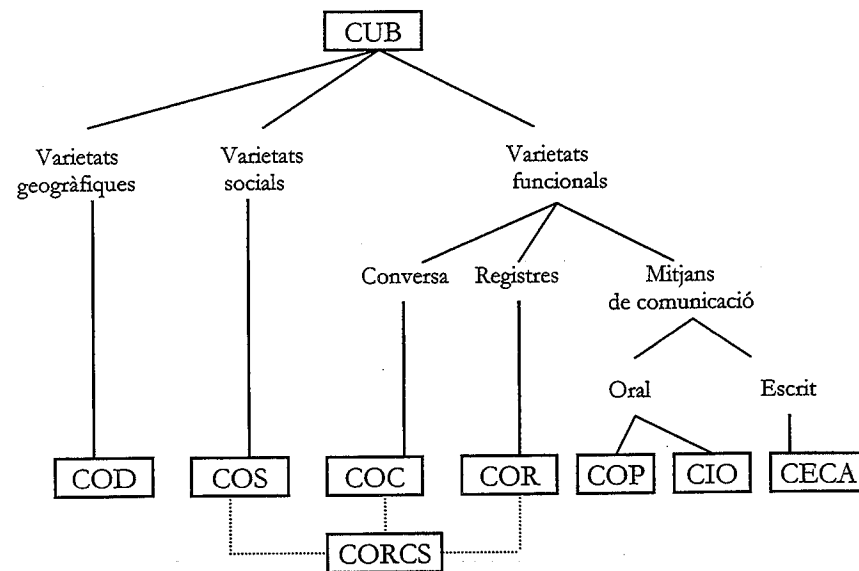 CUB
Varietats
geogràfiques
Varietats
socials
Varietats
funcionals
Conversa
Registres
Mitjans
de comunicació
Oral
Escrit
COD
COS
COC
COR
COP
CIO
CECA
CORCS